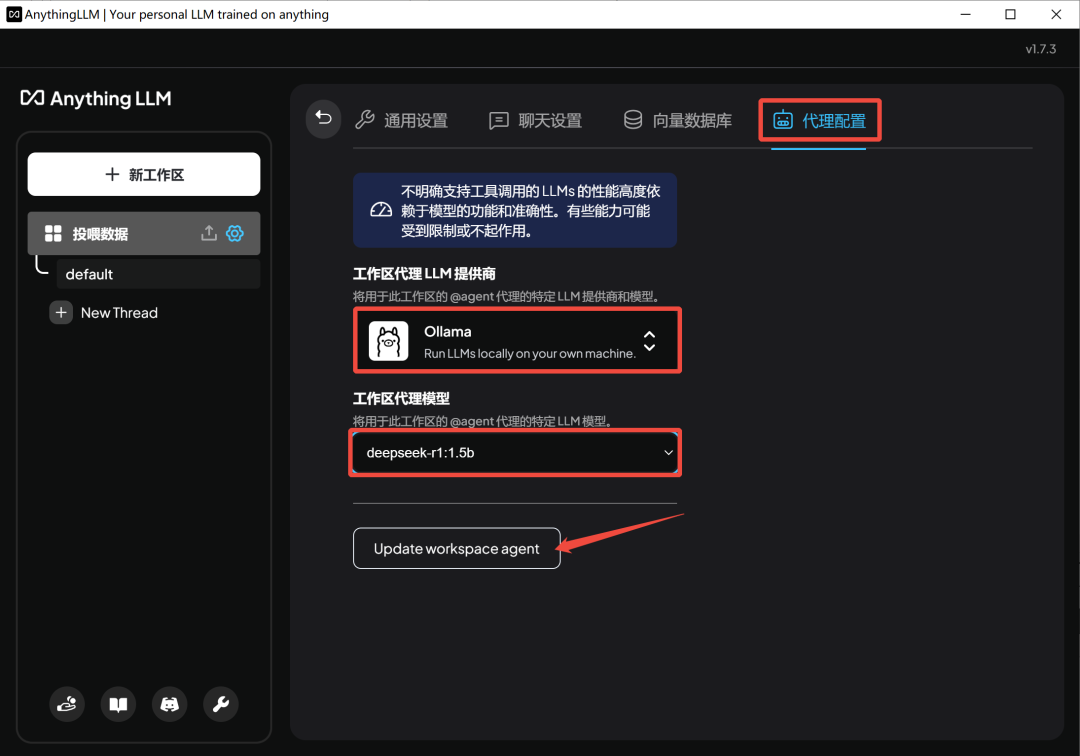 AnythingLLM | Your personal LLM trained on anything
v1.7.3
Anything LLM
新工作区
投喂数据
default
New Thread
通用设置
聊天设置
向量数据库
代理配置
不明确支持工具调用的 LLMs 的性能高度依
赖于模型的功能和准确性。有些能力可能
受到限制或不起作用。
工作区代理 LLM 提供商
将用于此工作区的 @agent 代理的特定 LLM 提供商和模型。
Ollama
Run LLMs locally on your own machine.
工作区代理模型
将用于此工作区的 @agent 代理的特定 LLM 模型。
deepseek-r1:1.5b
Update workspace agent